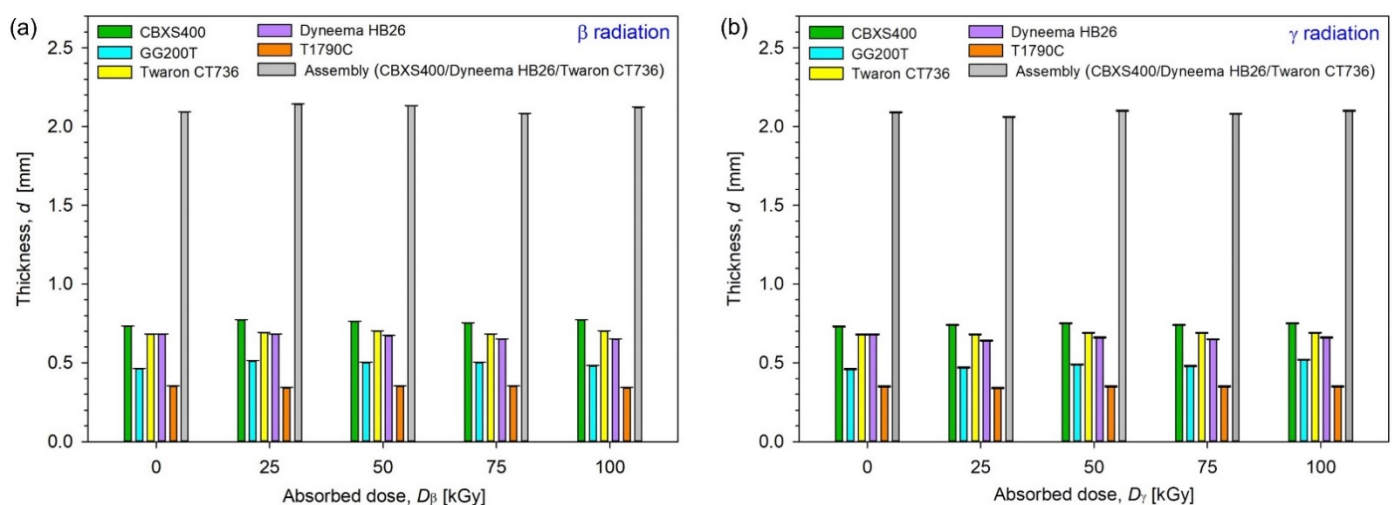 (a)
β radiation
CBXS400
GG200T
Twaron CT736
Dyneema HB26
T1790C
Assembly (CBXS400/Dyneema HB26/Twaron CT736)
Thickness, d [mm]
2.5
2.0
1.5
1.0
0.5
0.0
0 25 50 75 100
Absorbed dose, Dβ [kGy]
(b)
γ radiation
CBXS400
GG200T
Twaron CT736
Dyneema HB26
T1790C
Assembly (CBXS400/Dyneema HB26/Twaron CT736)
Thickness, d [mm]
2.5
2.0
1.5
1.0
0.5
0.0
0 25 50 75 100
Absorbed dose, Dγ [kGy]